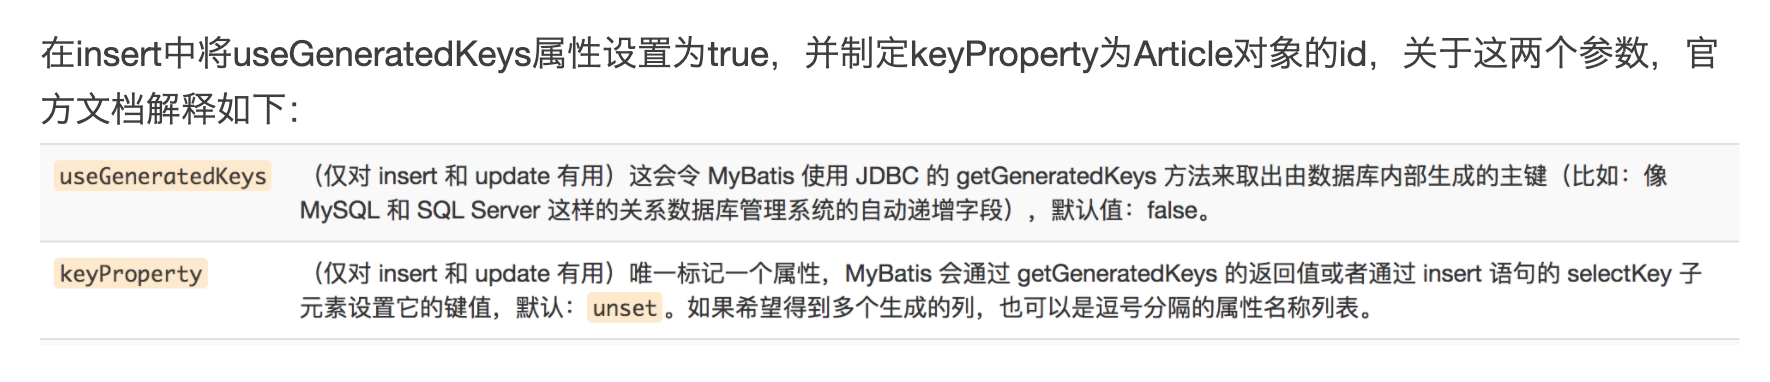 在insert中将useGeneratedKeys属性设置为true，并制定keyProperty为Article对象的id，关于这两个参数，官
方文档解释如下：
useGeneratedKeys （仅对 insert 和 update 有用）这会令 MyBatis 使用 JDBC 的 getGeneratedKeys 方法来取出由数据库内部生成的主键（比如：像
MySQL 和 SQL Server 这样的关系数据库管理系统的自动递增字段），默认值：false。
keyProperty （仅对 insert 和 update 有用）唯一标记一个属性，MyBatis 会通过 getGeneratedKeys 的返回值或者通过 insert 语句的 selectKey 子
元素设置它的键值，默认：unset。如果希望得到多个生成的列，也可以是逗号分隔的属性名称列表。